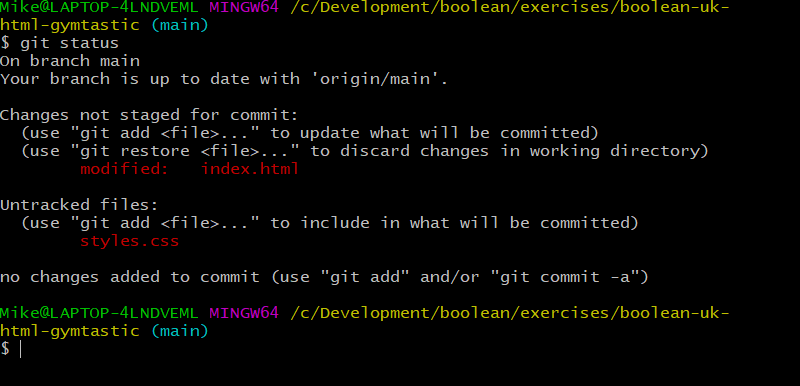 Mike@LAPTOP-4LNDVEML MINGW64 /c/Development/boolean/exercises/boolean-uk-
html-gymtastic (main)
$ git status
On branch main
Your branch is up to date with 'origin/main'.
Changes not staged for commit:
  (use "git add <file>..." to update what will be committed)
  (use "git restore <file>..." to discard changes in working directory)
        modified:   index.html
Untracked files:
  (use "git add <file>..." to include in what will be committed)
        styles.css
no changes added to commit (use "git add" and/or "git commit -a")
Mike@LAPTOP-4LNDVEML MINGW64 /c/Development/boolean/exercises/boolean-uk-
html-gymtastic (main)
$